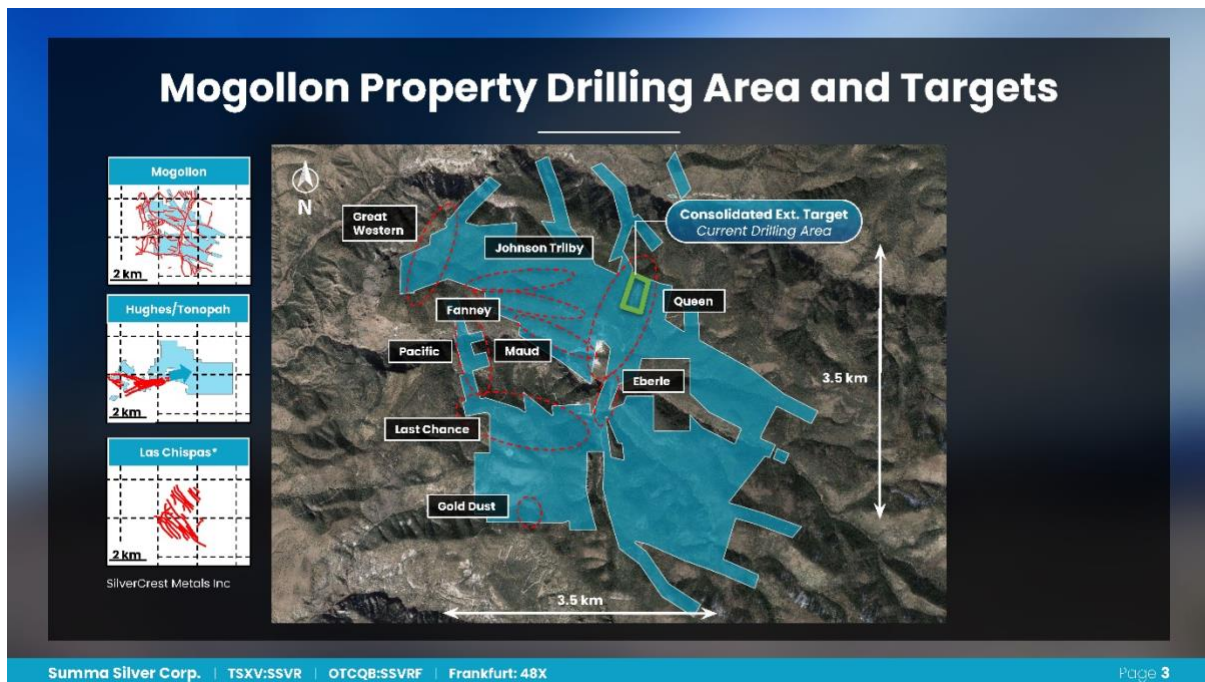 Mogollon Property Drilling Area and Targets
Mogollon
2 km
Hughes/Tonopah
2 km
Las Chispas*
2 km
SilverCrest Metals Inc
N
Great
Western
Johnson Trilby
Consolidated Ext. Target
Current Drilling Area
Fanney
Queen
Pacific
Maud
Eberle
3.5 km
Last Chance
Gold Dust
3.5 km
Summa Silver Corp. | TSXV:SSVR | OTCQB:SSVRF | Frankfurt: 48X
Page 3